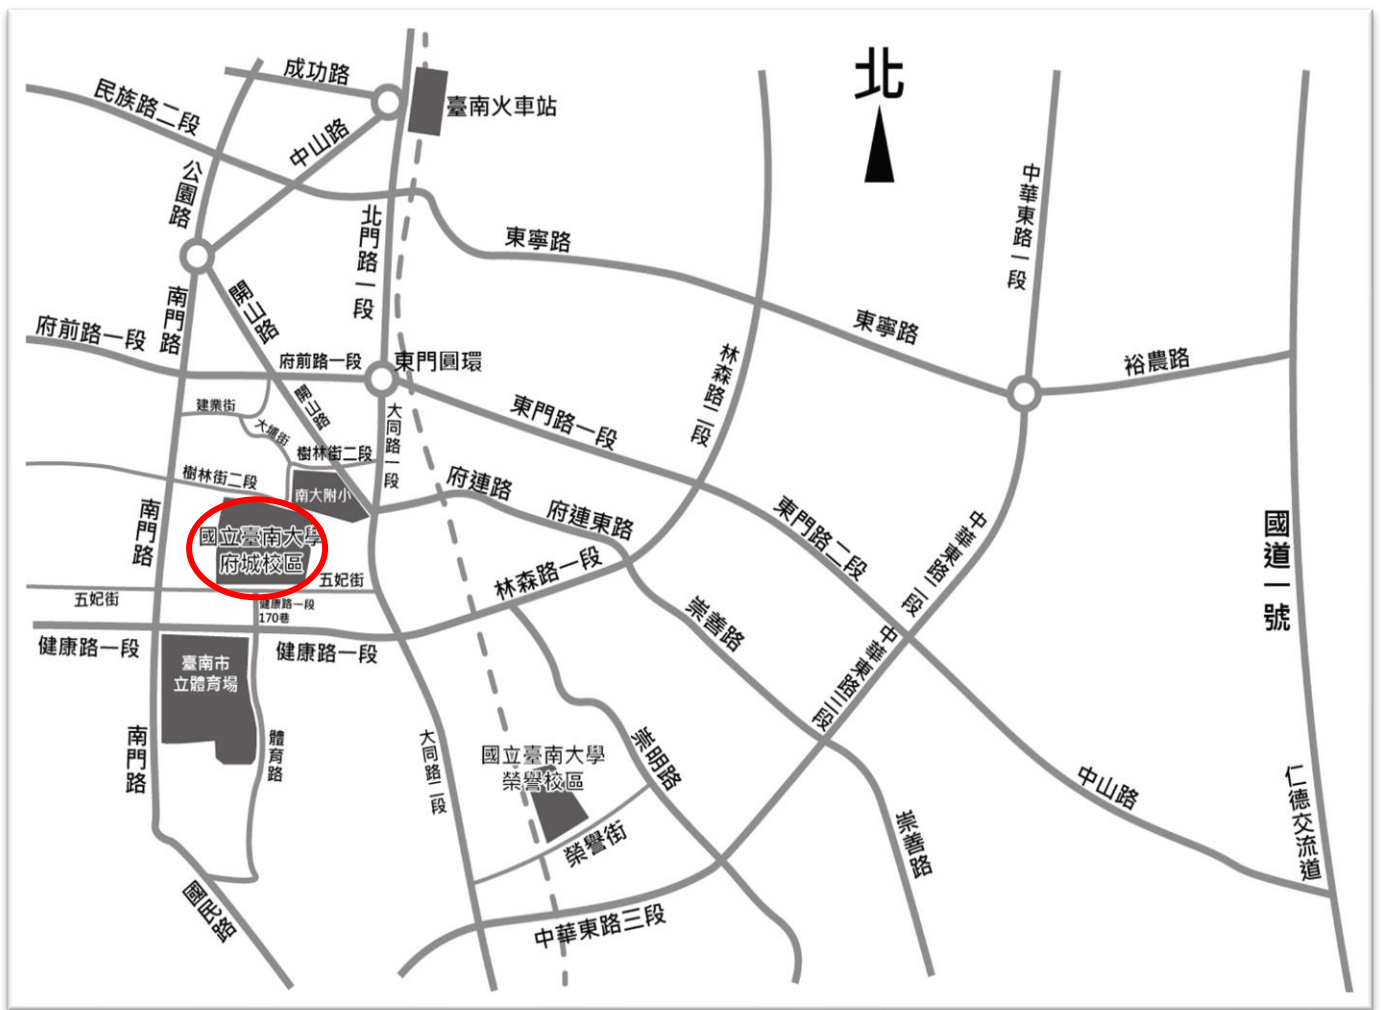 北
成功路
民族路二段
臺南火車站
中山路
公園路
北門路一段
中華東路一段
東寧路
開山路
南門路
府前路一段
府前路一段
東門圓環
東寧路
裕農路
林森路二段
建業街
開山路
大同路一段
東門路一段
大埔街
樹林街二段
樹林街二段
南大附小
府連路
府連東路
南門路
東門路二段
中華東路二段
國道一號
國立臺南大學
府城校區
五妃街
五妃街
林森路一段
健康路一段
170巷
崇善路
健康路一段
健康路一段
臺南市
立體育場
中華東路三段
南門路
體育路
大同路二段
國立臺南大學
榮譽校區
崇明路
中山路
仁德交流道
榮譽街
崇善路
國民路
中華東路三段